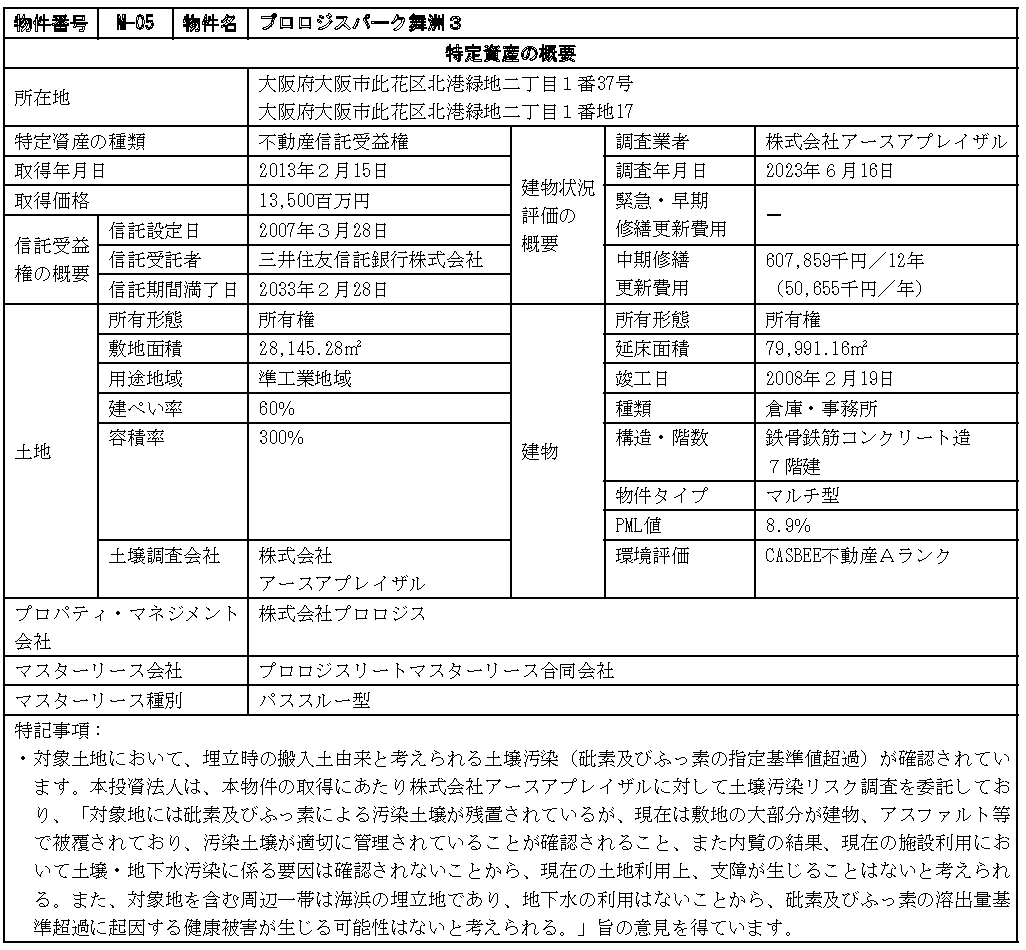 物件番号 M-05 物件名 プロロジスパーク舞洲３
特定資産の概要
所在地
大阪府大阪市此花区北港緑地二丁目１番37号
大阪府大阪市此花区北港緑地二丁目１番地17
特定資産の種類 不動産信託受益権
取得年月日 2013年２月15日
取得価格 13,500百万円
信託受益
権の概要
信託設定日 2007年３月28日
信託受託者 三井住友信託銀行株式会社
信託期間満了日 2033年２月28日
建物状況
評価の
概要
調査業者 株式会社アースアプレイザル
調査年月日 2023年６月16日
緊急・早期
修繕更新費用
－
中期修繕
更新費用
607,859千円／12年
（50,655千円／年）
土地
所有形態 所有権
敷地面積 28,145.28㎡
用途地域 準工業地域
建ぺい率 60%
容積率 300%
土壌調査会社
株式会社
アースアプレイザル
建物
所有形態 所有権
延床面積 79,991.16㎡
竣工日 2008年２月19日
種類 倉庫・事務所
構造・階数
鉄骨鉄筋コンクリート造
７階建
物件タイプ マルチ型
PML値 8.9%
環境評価 CASBEE不動産Ａランク
プロパティ・マネジメント
会社
株式会社プロロジス
マスターリース会社 プロロジスリートマスターリース合同会社
マスターリース種別 パススルー型
特記事項：
・対象土地において、埋立時の搬入土由来と考えられる土壌汚染（砒素及びふっ素の指定基準値超過）が確認されてい
ます。本投資法人は、本物件の取得にあたり株式会社アースアプレイザルに対して土壌汚染リスク調査を委託してお
り、「対象地には砒素及びふっ素による汚染土壌が残置されているが、現在は敷地の大部分が建物、アスファルト等
で被覆されており、汚染土壌が適切に管理されていることが確認されること、また内覧の結果、現在の施設利用にお
いて土壌・地下水汚染に係る要因は確認されないことから、現在の土地利用上、支障が生じることはないと考えられ
る。また、対象地を含む周辺一帯は海浜の埋立地であり、地下水の利用はないことから、砒素及びふっ素の溶出量基
準超過に起因する健康被害が生じる可能性はないと考えられる。」旨の意見を得ています。